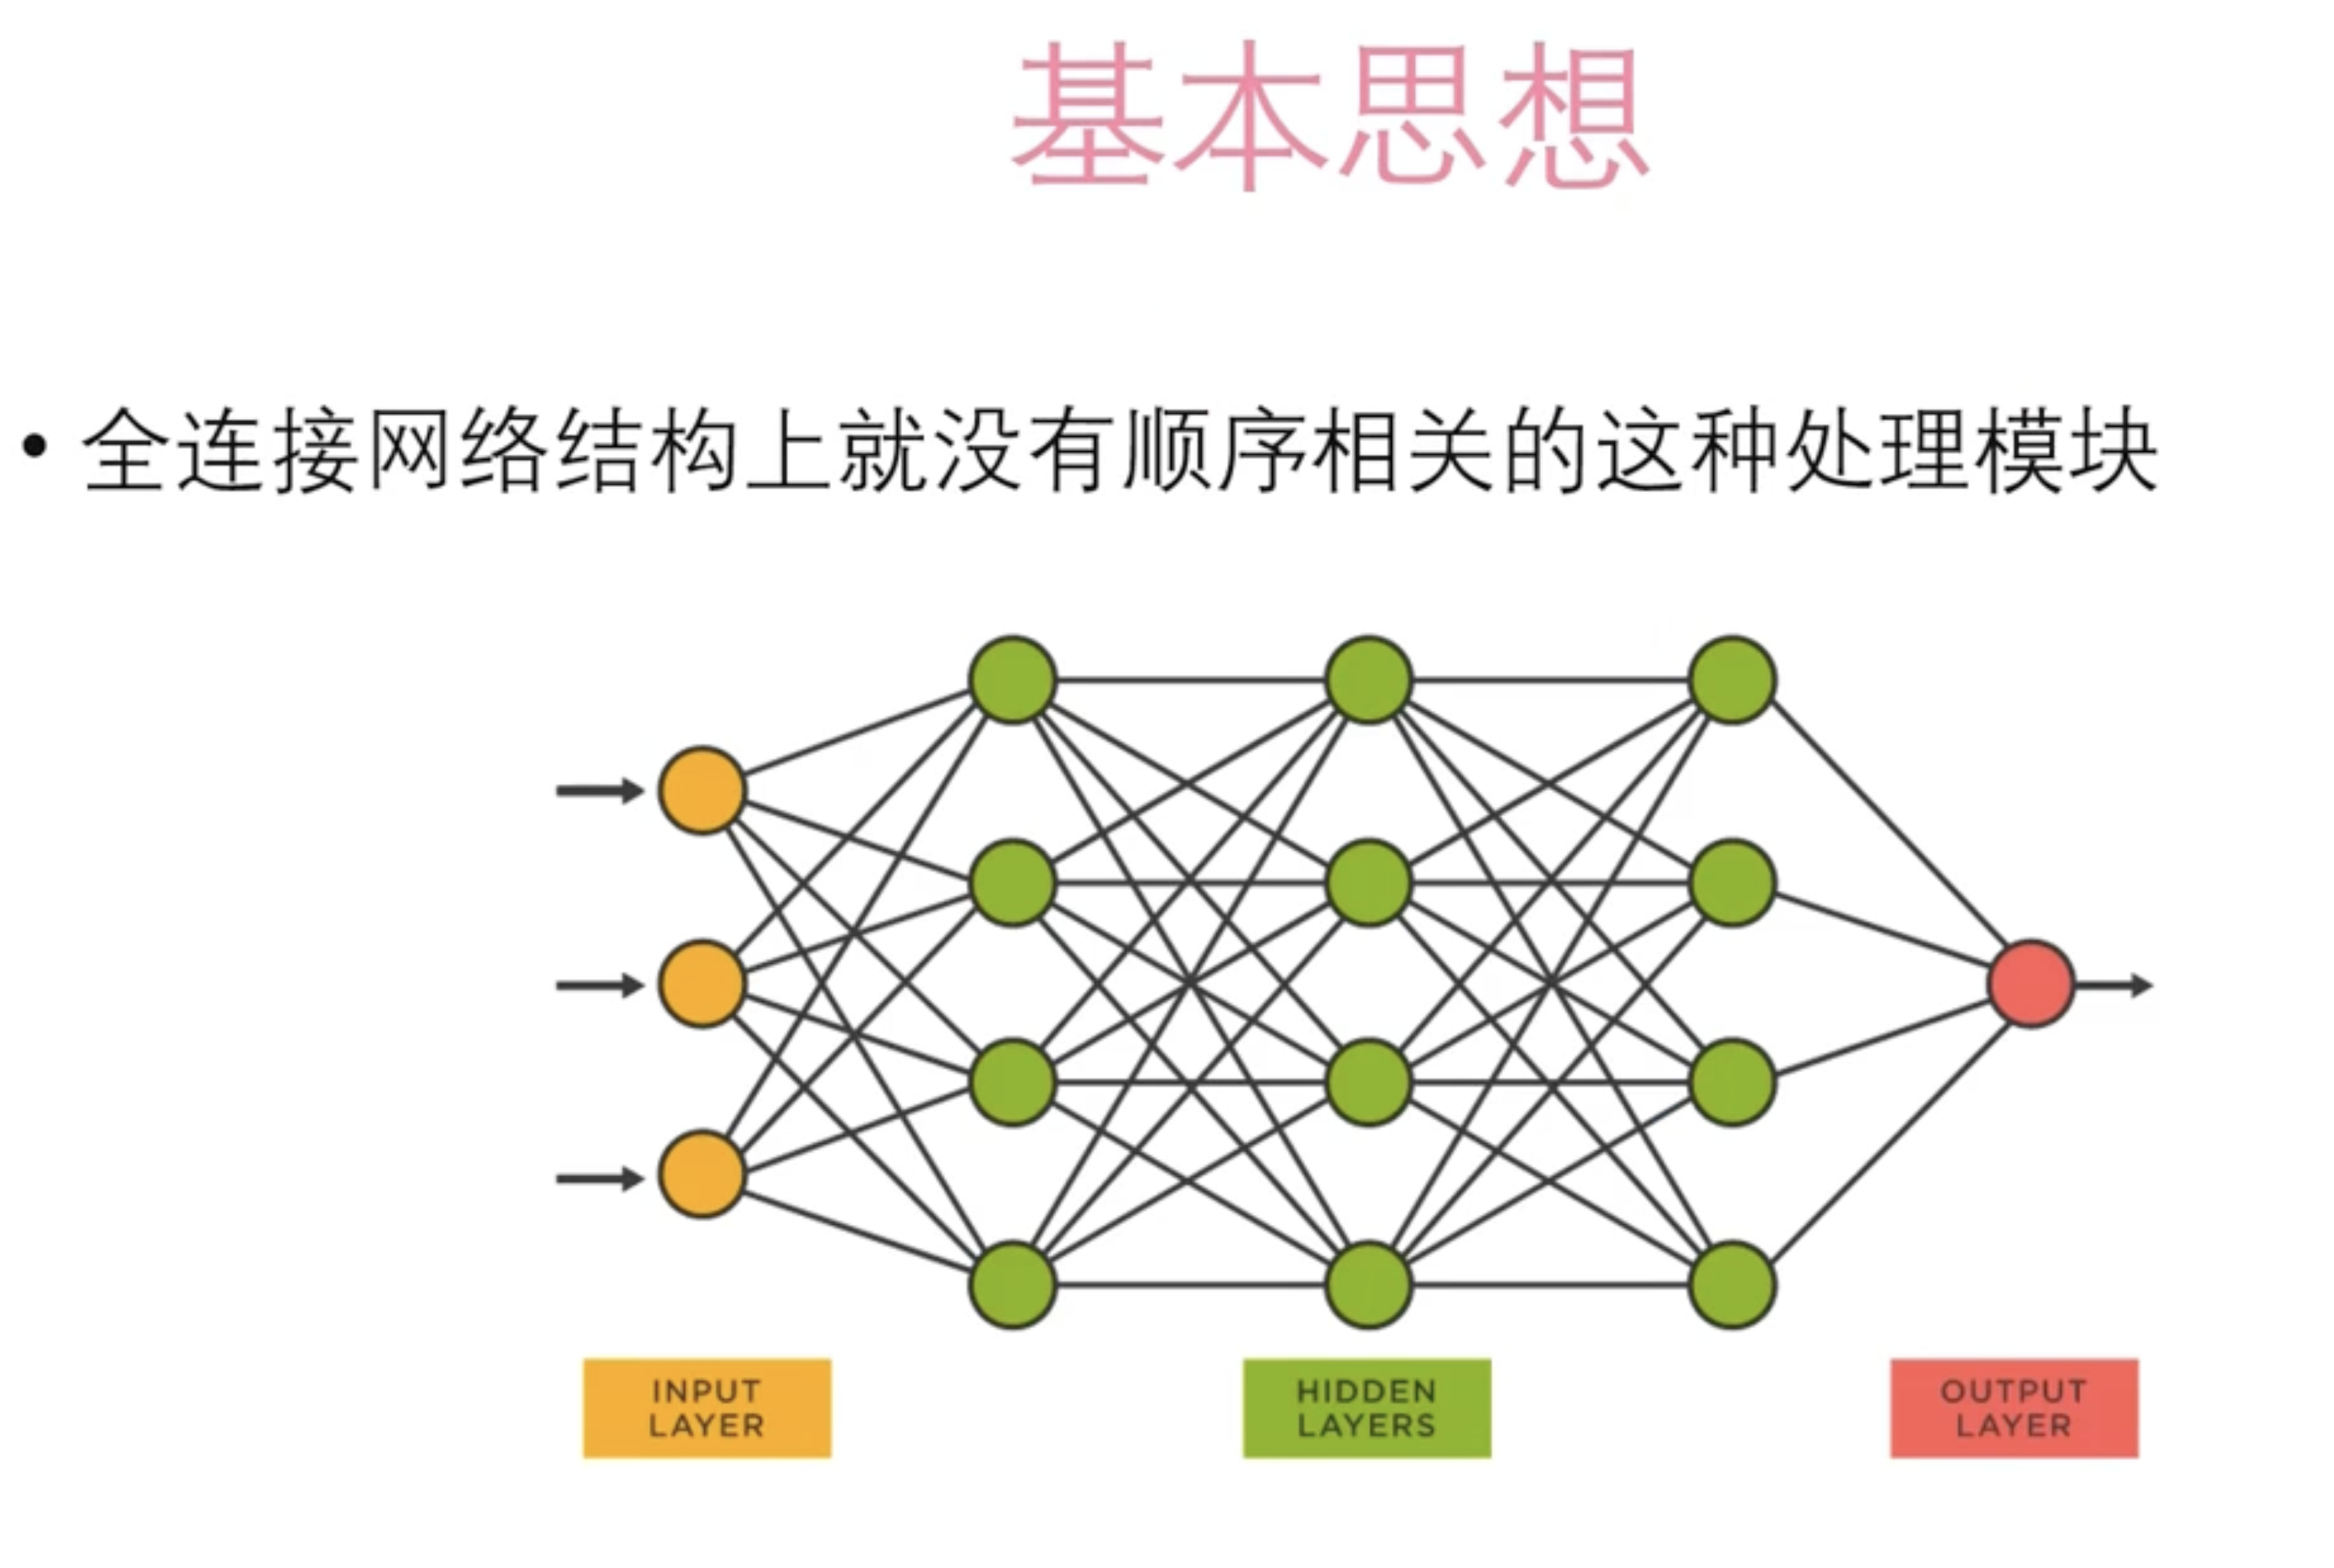 基本思想
• 全连接网络结构上就没有顺序相关的这种处理模块
INPUT
LAYER
HIDDEN
LAYERS
OUTPUT
LAYER